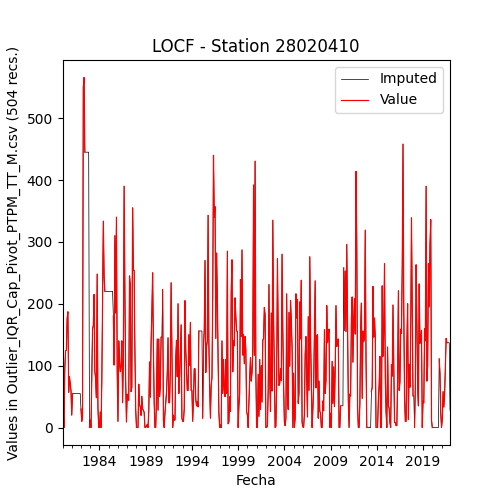 LOCF - Station 28020410
Imputed
Value
Values in Outlier_IQR_Cap_Pivot_PTPM_TT_M.csv (504 recs.)
500
400
300
200
100
0
1984 1989 1994 1999 2004 2009 2014 2019
Fecha